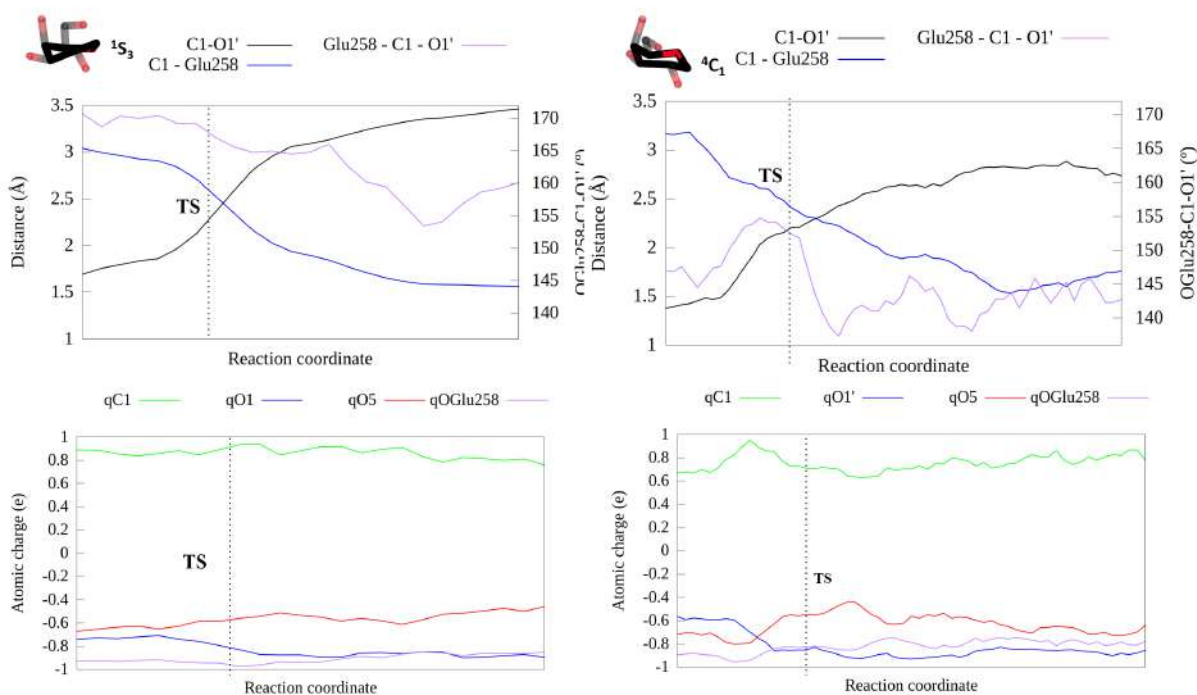 ¹S₃
C1-O1'
C1 - Glu258
Glu258 - C1 - O1'
Distance (Å)
3.5
3
2.5
2
1.5
1
TS
170
165
160
155
150
145
140
OGlu258-C1-O1' (º)
Reaction coordinate
⁴C₁
C1-O1'
C1 - Glu258
Glu258 - C1 - O1'
Distance (Å)
3.5
3
2.5
2
1.5
1
TS
170
165
160
155
150
145
140
OGlu258-C1-O1' (º)
Reaction coordinate
qC1 qO1 qO5 qOGlu258
Atomic charge (e)
1
0.8
0.6
0.4
0.2
0
-0.2
-0.4
-0.6
-0.8
-1
TS
Reaction coordinate
qC1 qO1' qO5 qOGlu258
Atomic charge (e)
1
0.8
0.6
0.4
0.2
0
-0.2
-0.4
-0.6
-0.8
-1
TS
Reaction coordinate